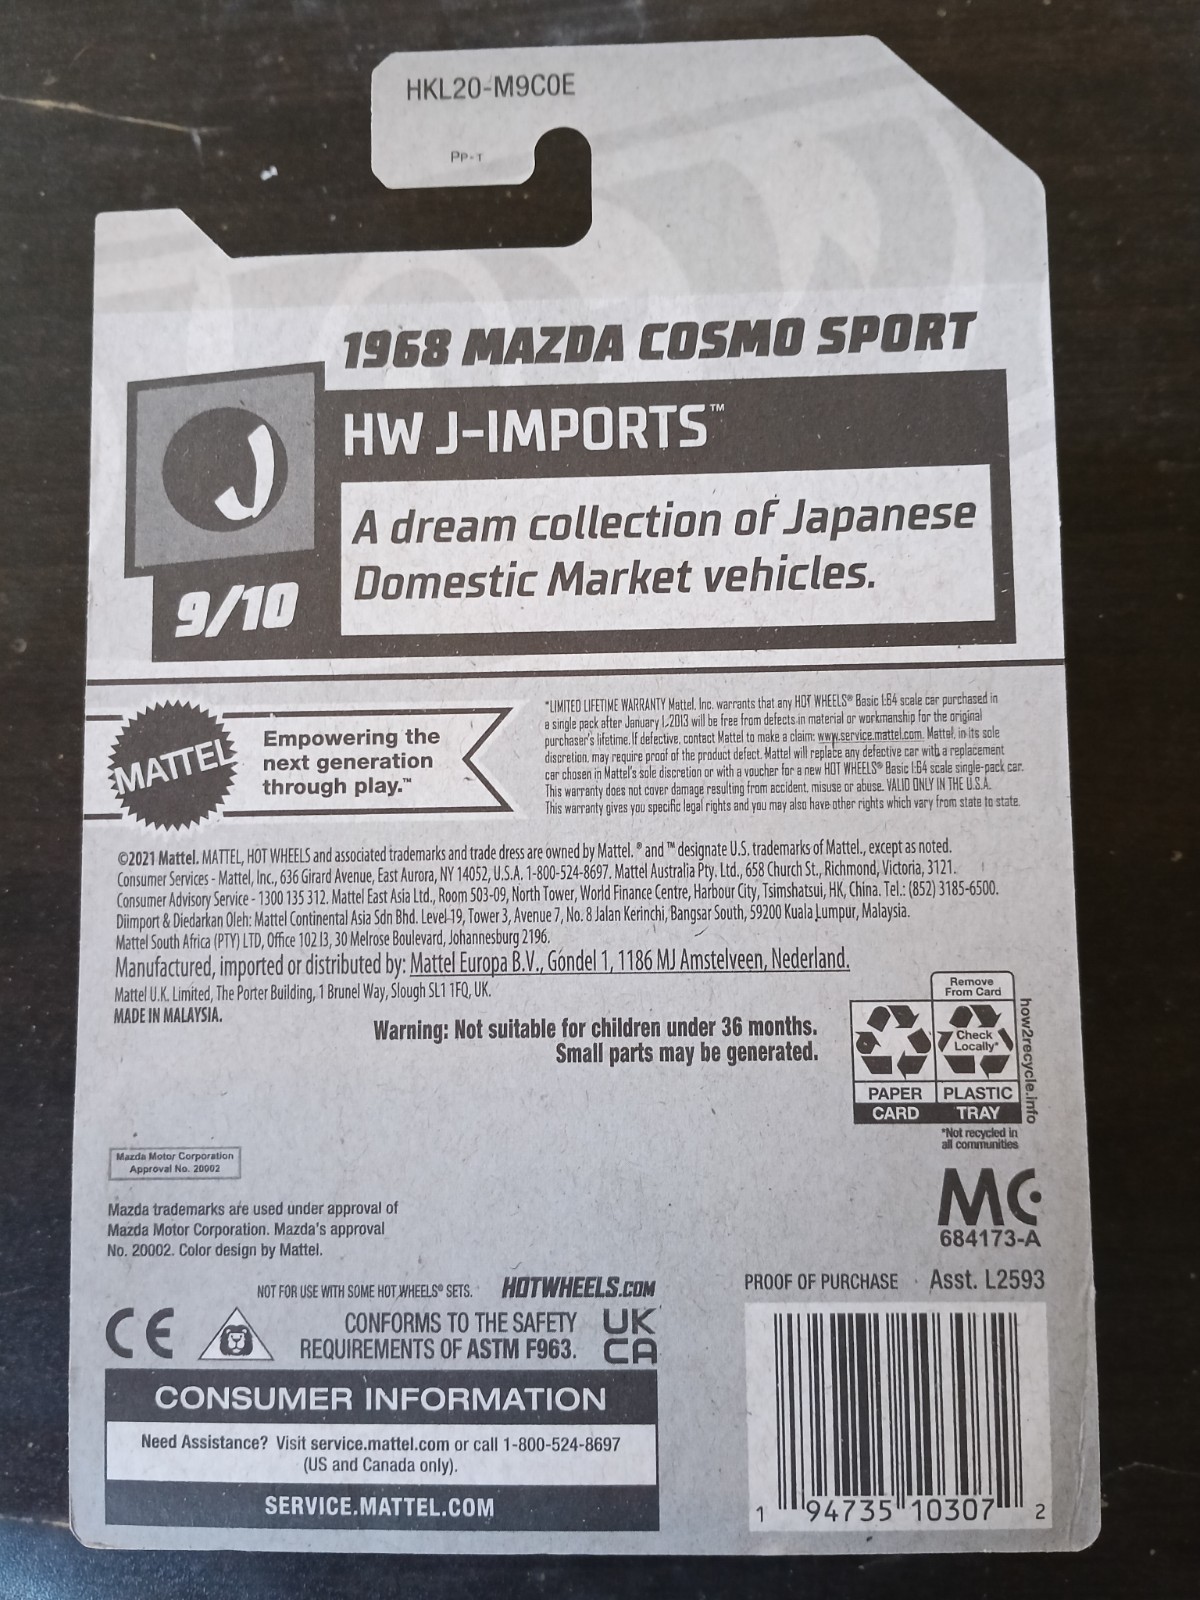 HKL20-M9C0E
PP-T
1968 MAZDA COSMO SPORT
HW J-IMPORTS™
J
A dream collection of Japanese
Domestic Market vehicles.
9/10
MATTEL
Empowering the
next generation
through play.™
*LIMITED LIFETIME WARRANTY Mattel, Inc. warrants that any HOT WHEELS® Basic 1:64 scale car purchased in
a single pack after January 1, 2013 will be free from defects in material or workmanship for the original
purchaser's lifetime. If defective, contact Mattel to make a claim: www.service.mattel.com. Mattel, in its sole
discretion, may require proof of the product defect. Mattel will replace any defective car with a replacement
car chosen in Mattel's sole discretion or with a voucher for a new HOT WHEELS® Basic 1:64 scale single-pack car.
This warranty does not cover damage resulting from accident, misuse or abuse. VALID ONLY IN THE U.S.A.
This warranty gives you specific legal rights and you may also have other rights which vary from state to state.
©2021 Mattel. MATTEL, HOT WHEELS and associated trademarks and trade dress are owned by Mattel. ® and ™ designate U.S. trademarks of Mattel., except as noted.
Consumer Services - Mattel, Inc., 636 Girard Avenue, East Aurora, NY 14052, U.S.A. 1-800-524-8697. Mattel Australia Pty. Ltd., 658 Church St., Richmond, Victoria, 3121.
Consumer Advisory Service - 1300 135 312. Mattel East Asia Ltd., Room 503-09, North Tower, World Finance Centre, Harbour City, Tsimshatsui, HK, China. Tel.: (852) 3185-6500.
Diimport & Diedarkan Oleh: Mattel Continental Asia Sdn Bhd. Level 19, Tower 3, Avenue 7, No. 8 Jalan Kerinchi, Bangsar South, 59200 Kuala Lumpur, Malaysia.
Mattel South Africa (PTY) LTD, Office 102 I3, 30 Melrose Boulevard, Johannesburg 2196.
Manufactured, imported or distributed by: Mattel Europa B.V., Gondel 1, 1186 MJ Amstelveen, Nederland.
Mattel U.K. Limited, The Porter Building, 1 Brunel Way, Slough SL1 1FQ, UK.
MADE IN MALAYSIA.
Warning: Not suitable for children under 36 months.
Small parts may be generated.
Remove
From Card
Check
Locally*
PAPER
PLASTIC
CARD
TRAY
how2recycle.info
*Not recycled in
all communities
Mazda Motor Corporation
Approval No. 20002
MC
684173-A
Mazda trademarks are used under approval of
Mazda Motor Corporation. Mazda's approval
No. 20002. Color design by Mattel.
NOT FOR USE WITH SOME HOT WHEELS® SETS.
HOTWHEELS.COM
PROOF OF PURCHASE
Asst. L2593
CE
CONFORMS TO THE SAFETY
REQUIREMENTS OF ASTM F963.
UK
CA
CONSUMER INFORMATION
Need Assistance? Visit service.mattel.com or call 1-800-524-8697
(US and Canada only).
SERVICE.MATTEL.COM
1 94735 10307 2